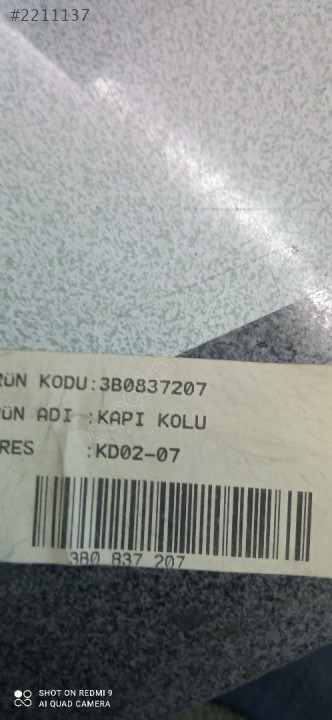 #2211137
RÜN KODU:3B0837207
ÜN ADI :KAPI KOLU
RES :KD02-07
3B0 837 207
SHOT ON REDMI 9
AI QUAD CAMERA